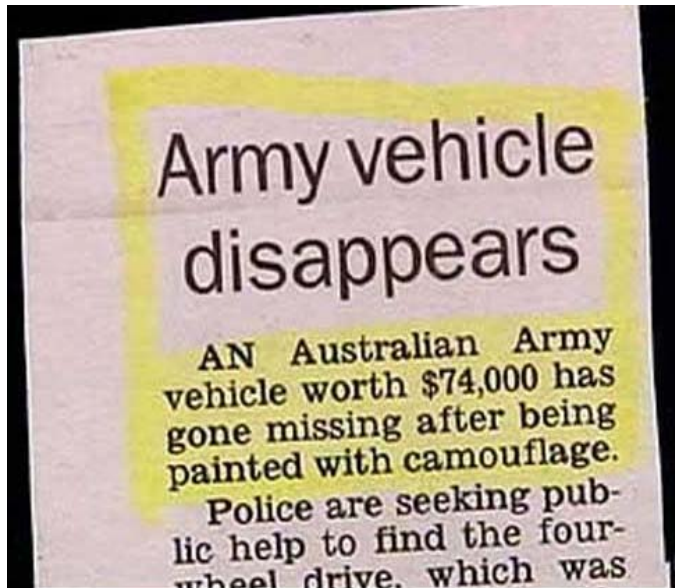 Army vehicle
disappears
AN Australian Army
vehicle worth $74,000 has
gone missing after being
painted with camouflage.
Police are seeking pub-
lic help to find the four-
wheel drive, which was